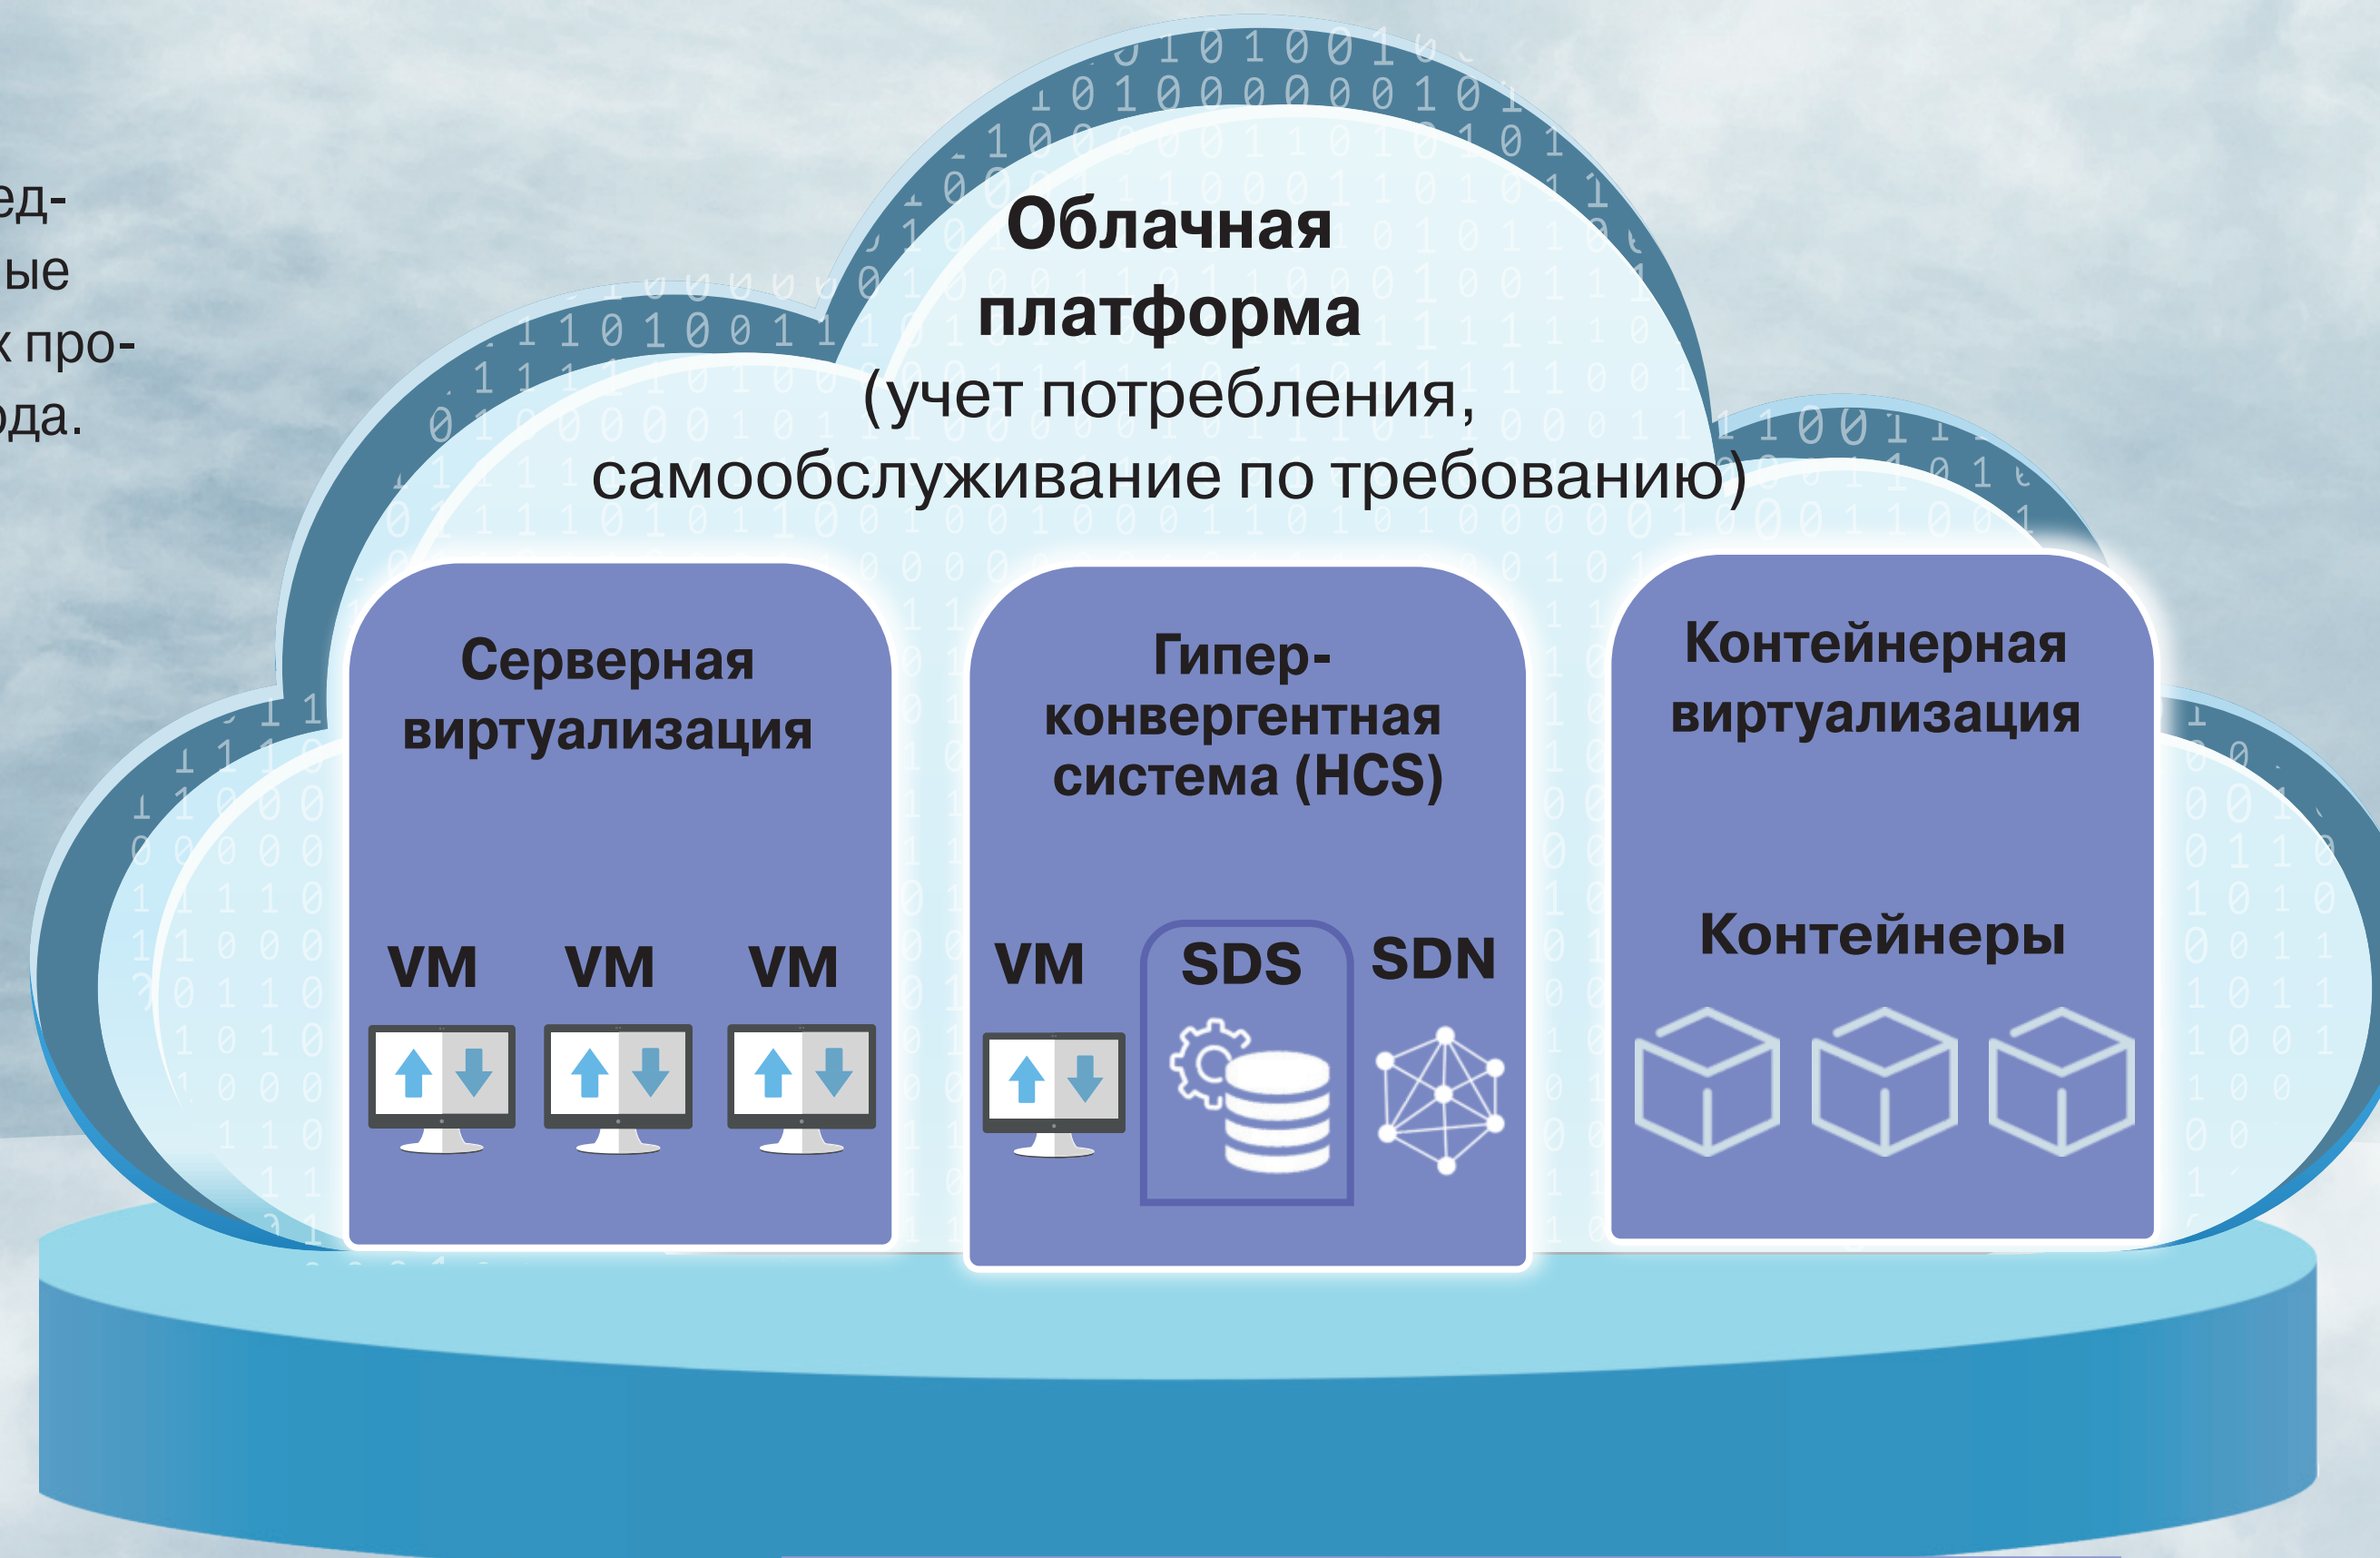 ед-
ые
х про-
ода.
Облачная
платформа
(учет потребления,
самообслуживание по требованию)
Серверная
виртуализация
VM VM VM
Гипер-
конвергентная
система (HCS)
VM SDS SDN
Контейнерная
виртуализация
Контейнеры